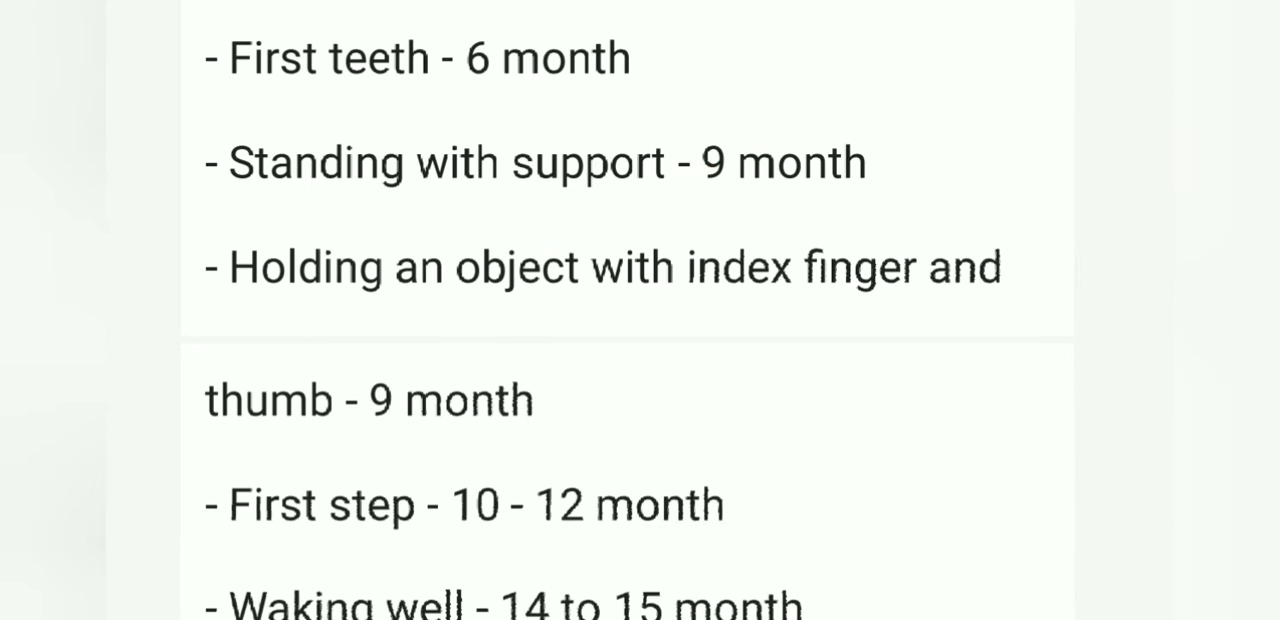 - First teeth - 6 month
- Standing with support - 9 month
- Holding an object with index finger and
thumb - 9 month
- First step - 10 - 12 month
- Waking well - 14 to 15 month